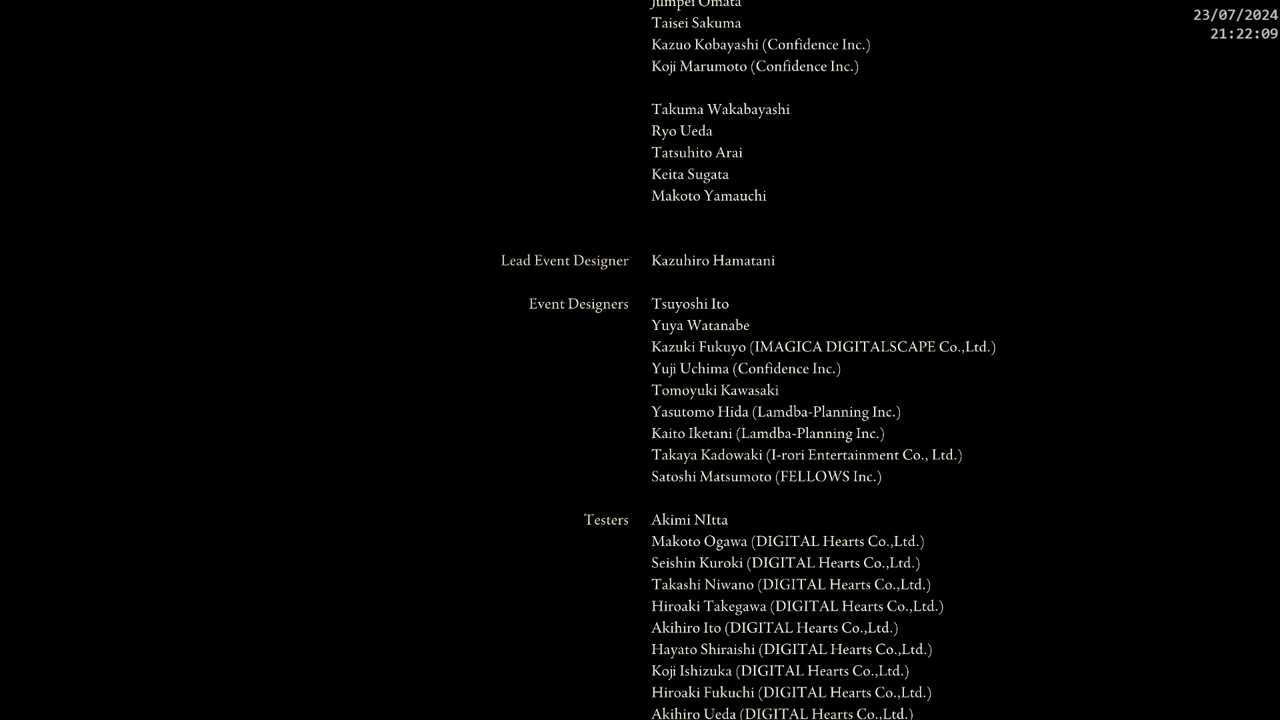 Jumpei Omata
23/07/2024
Taisei Sakuma
21:22:09
Kazuo Kobayashi (Confidence Inc.)
Koji Marumoto (Confidence Inc.)
Takuma Wakabayashi
Ryo Ueda
Tatsuhito Arai
Keita Sugata
Makoto Yamauchi
Lead Event Designer Kazuhiro Hamatani
Event Designers Tsuyoshi Ito
Yuya Watanabe
Kazuki Fukuyo (IMAGICA DIGITALSCAPE Co.,Ltd.)
Yuji Uchima (Confidence Inc.)
Tomoyuki Kawasaki
Yasutomo Hida (Lamdba-Planning Inc.)
Kaito Iketani (Lamdba-Planning Inc.)
Takaya Kadowaki (I-rori Entertainment Co., Ltd.)
Satoshi Matsumoto (FELLOWS Inc.)
Testers Akimi NItta
Makoto Ogawa (DIGITAL Hearts Co.,Ltd.)
Seishin Kuroki (DIGITAL Hearts Co.,Ltd.)
Takashi Niwano (DIGITAL Hearts Co.,Ltd.)
Hiroaki Takegawa (DIGITAL Hearts Co.,Ltd.)
Akihiro Ito (DIGITAL Hearts Co.,Ltd.)
Hayato Shiraishi (DIGITAL Hearts Co.,Ltd.)
Koji Ishizuka (DIGITAL Hearts Co.,Ltd.)
Hiroaki Fukuchi (DIGITAL Hearts Co.,Ltd.)
Akihiro Ueda (DIGITAL Hearts Co.,Ltd.)